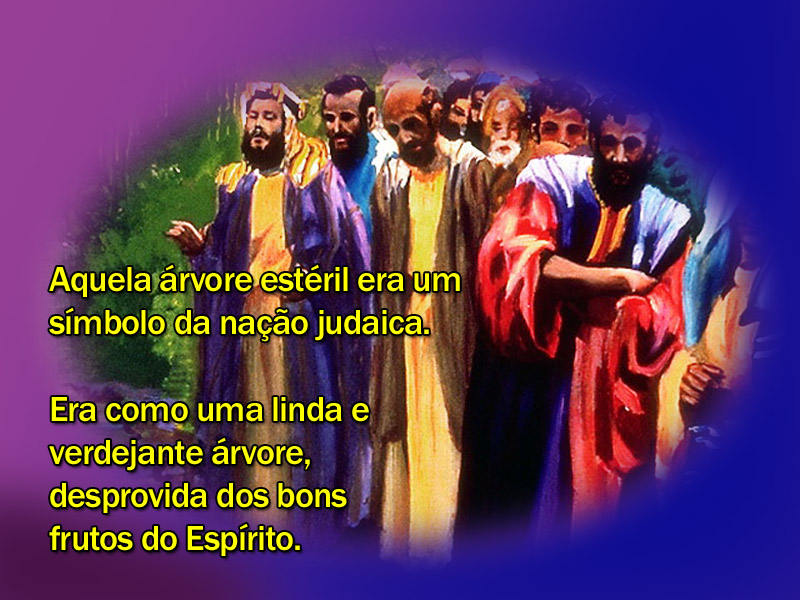 Aquela árvore estéril era um
símbolo da nação judaica.
Era como uma linda e
verdejante árvore,
desprovida dos bons
frutos do Espírito.